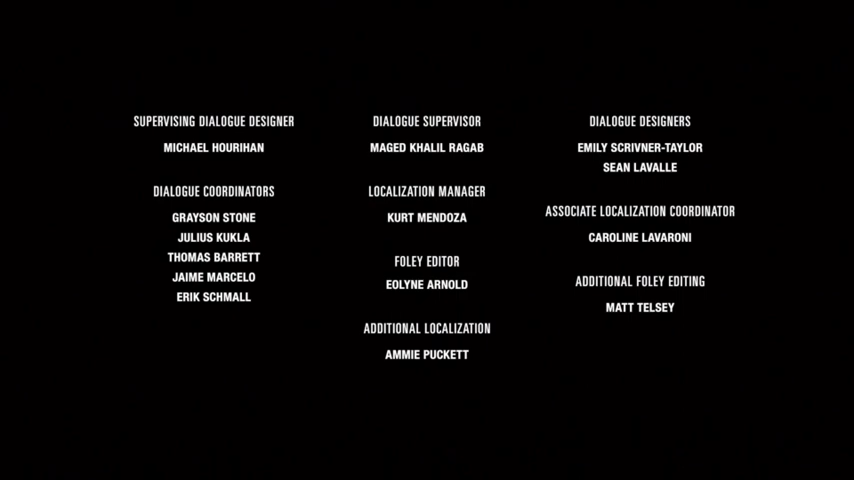 SUPERVISING DIALOGUE DESIGNER
MICHAEL HOURIHAN
DIALOGUE COORDINATORS
GRAYSON STONE
JULIUS KUKLA
THOMAS BARRETT
JAIME MARCELO
ERIK SCHMALL
DIALOGUE SUPERVISOR
MAGED KHALIL RAGAB
LOCALIZATION MANAGER
KURT MENDOZA
FOLEY EDITOR
EOLYNE ARNOLD
ADDITIONAL LOCALIZATION
AMMIE PUCKETT
DIALOGUE DESIGNERS
EMILY SCRIVNER-TAYLOR
SEAN LAVALLE
ASSOCIATE LOCALIZATION COORDINATOR
CAROLINE LAVARONI
ADDITIONAL FOLEY EDITING
MATT TELSEY